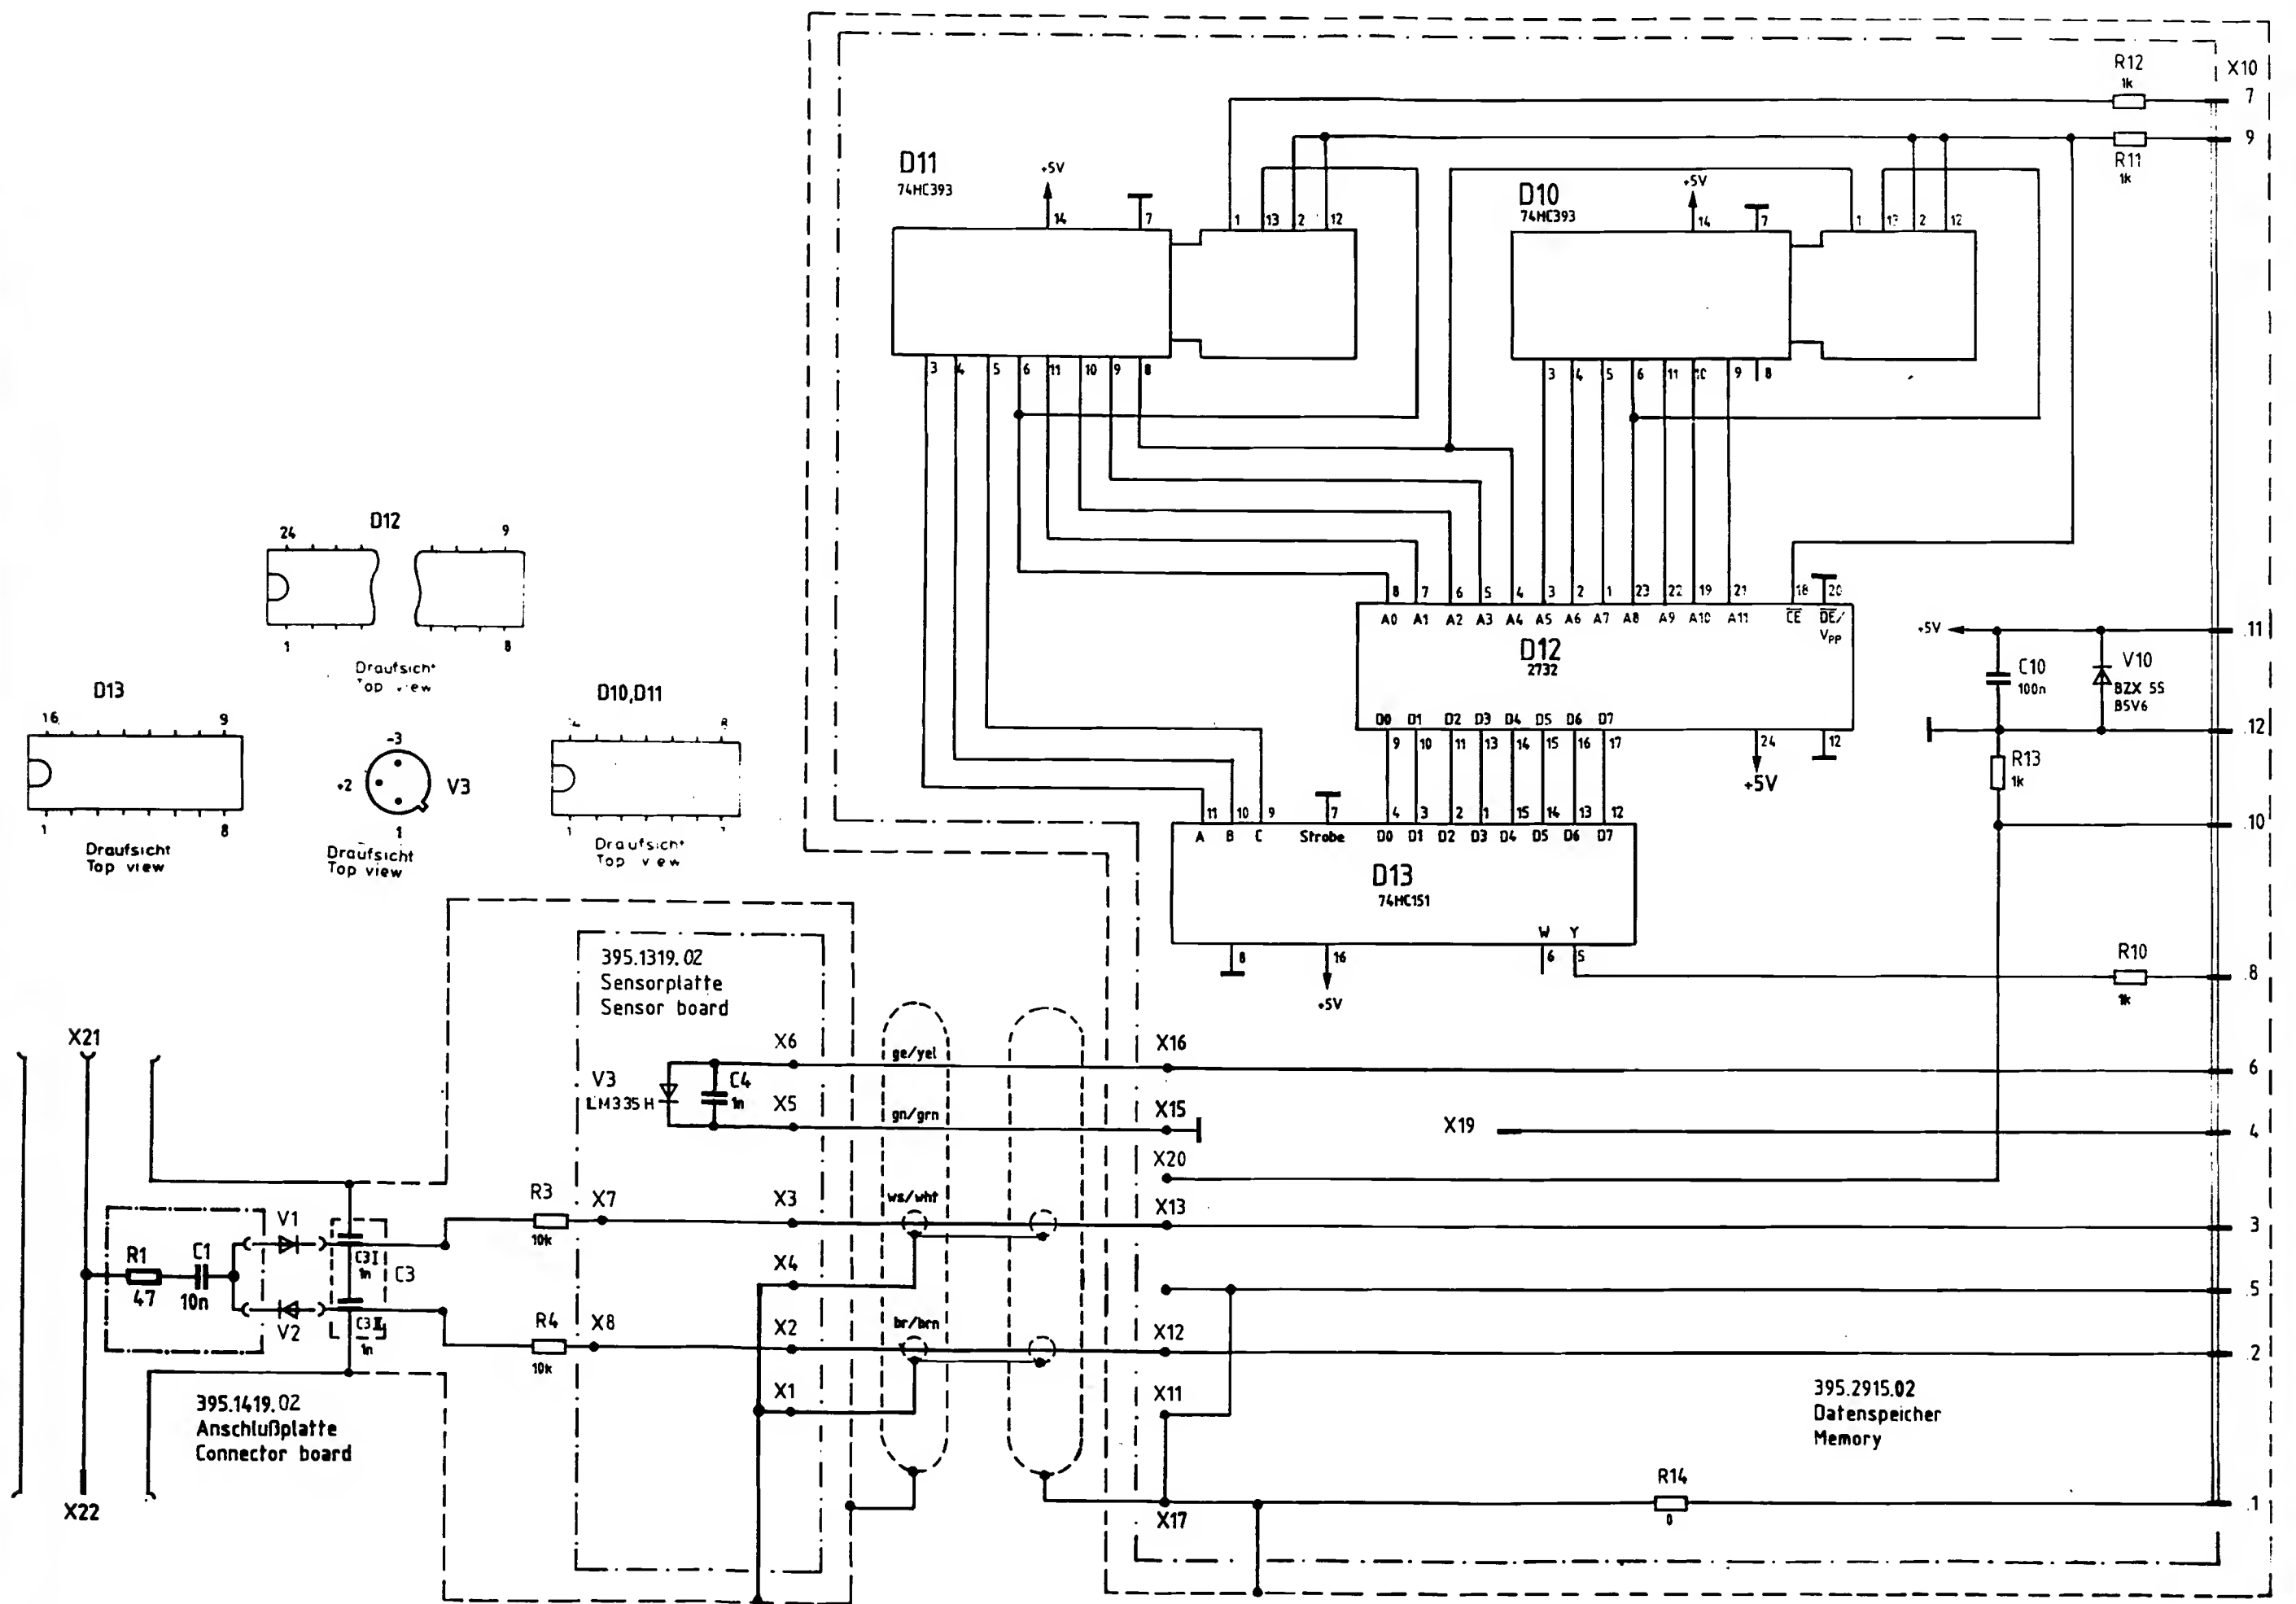 R12
1k
X10
7
9
R11
1k
D11
74HC393
+5V
14
7
1
13
2
12
D10
74HC393
+5V
14
7
1
2
12
3
4
5
6
11
10
9
8
3
4
5
6
11
10
9
8
D12
24
9
1
8
Draufsicht
8
7
6
5
4
3
2
1
23
22
19
21
18
20
A0 A1 A2 A3 A4 A5 A6 A7 A8 A9 A10 A11 CE OE/
VPP
D12
2732
D0 D1 D2 D3 D4 D5 D6 D7
9
10
11
13
14
15
16
17
24
+5V
12
+5V
C10
100n
V10
BZX 55
B5V6
11
12
R13
1k
10
D13
16
9
1
8
Draufsicht
Top view
-3
+2
V3
1
Draufsicht
Top view
D10,D11
8
1
Draufsicht
Top view
11
10
9
7
4
3
2
1
15
14
13
12
A B C Strobe D0 D1 D2 D3 D4 D5 D6 D7
D13
74HC151
W Y
8
16
+5V
6
5
R10
1k
8
395.1319.02
Sensorplatte
Sensor board
X21
X6
ge/yel
X16
6
V3
LM335H
C4
1n
X5
gn/grn
X15
X19
4
X20
R3
10k
X7
X3
ws/wht
X13
3
V1
R1
47
C1
10n
C3I
1n
C3
X4
5
V2
C3II
1n
R4
10k
X8
X2
br/brn
X12
2
X1
X11
395.1419.02
Anschlußplatte
Connector board
395.2915.02
Datenspeicher
Memory
X22
R14
0
X17
1